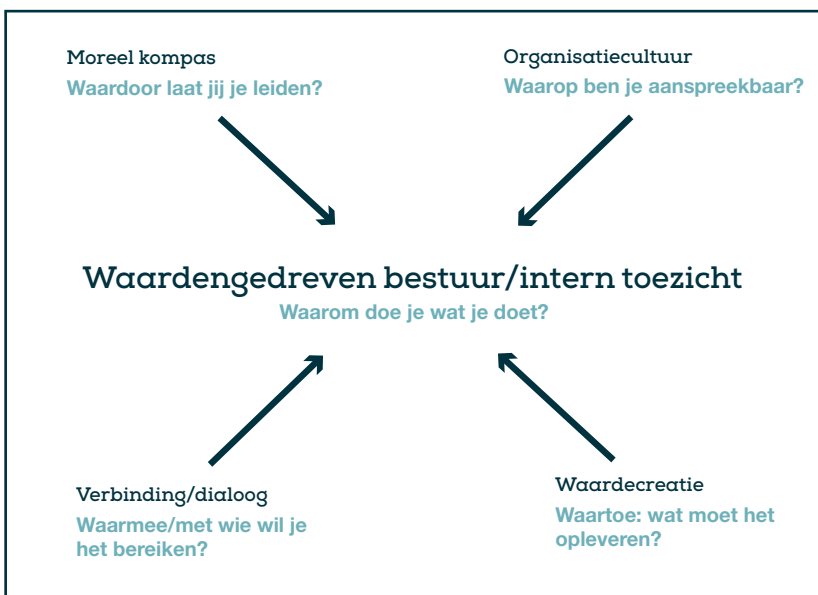 Moreel kompas
Waardoor laat jij je leiden?
Organisatiecultuur
Waarop ben je aanspreekbaar?
Waardengedreven bestuur/intern toezicht
Waarom doe je wat je doet?
Verbinding/dialoog
Waarmee/met wie wil je
het bereiken?
Waardecreatie
Waartoe: wat moet het
opleveren?